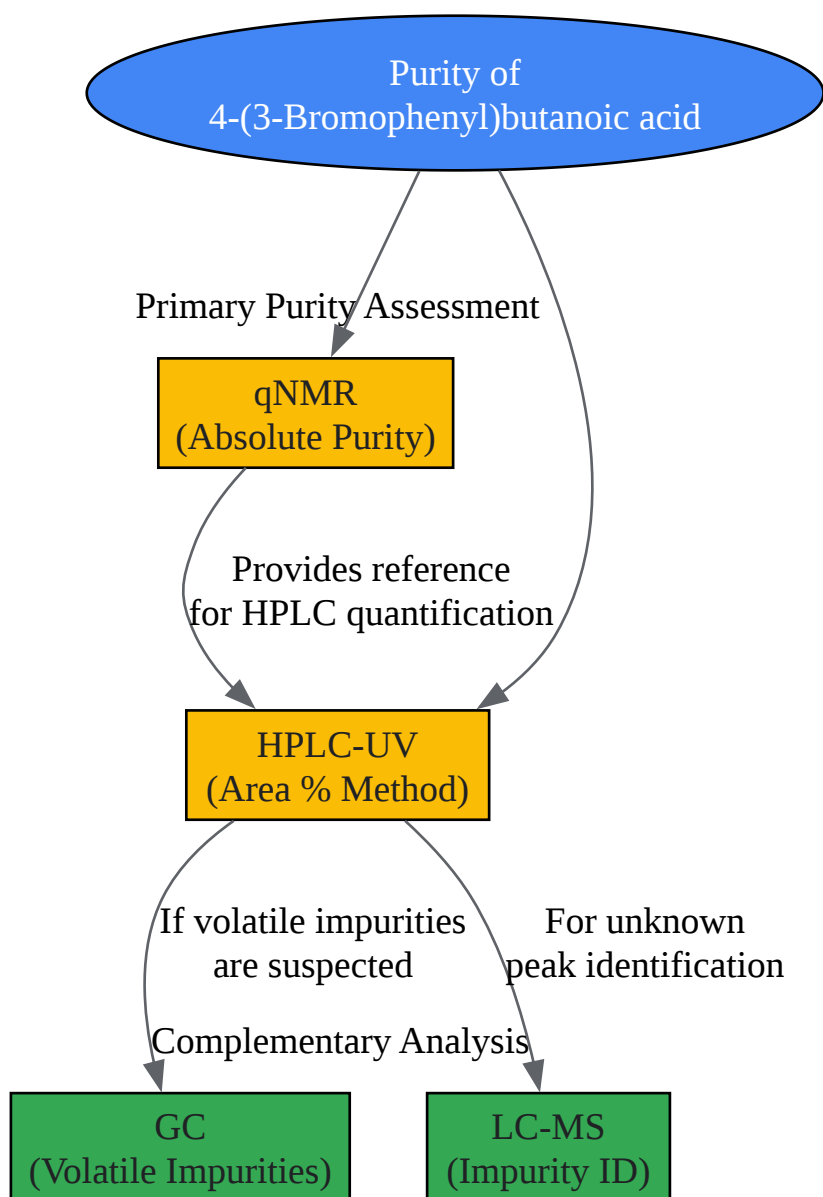 Purity of
4-(3-Bromophenyl)butanoic acid
Primary Purity Assessment
qNMR
(Absolute Purity)
Provides reference
for HPLC quantification
HPLC-UV
(Area % Method)
If volatile impurities
are suspected
For unknown
peak identification
Complementary Analysis
GC
(Volatile Impurities)
LC-MS
(Impurity ID)